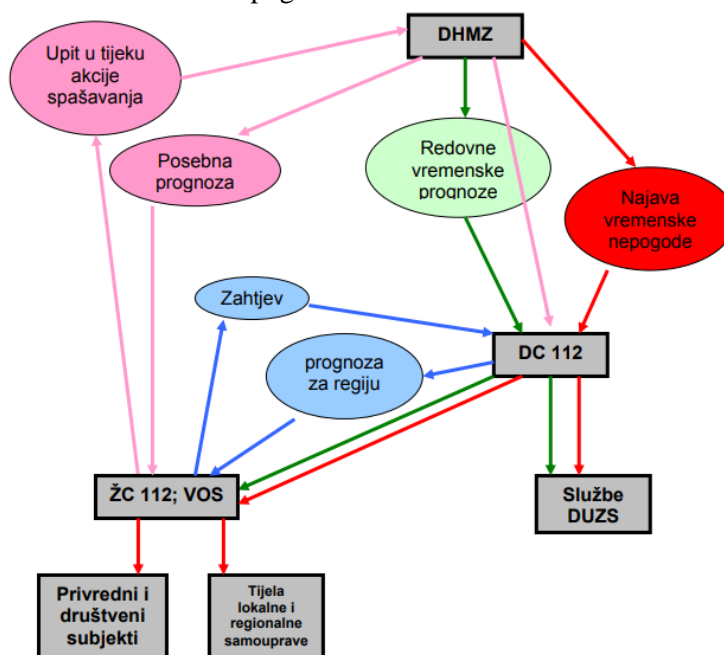 DHMZ
Upit u tijeku
akcije
spašavanja
Posebna
prognoza
Redovne
vremenske
prognoze
Najava
vremenske
nepogode
Zahtjev
prognoza
za regiju
DC 112
ŽC 112; VOS
Službe
DUZS
Privredni i
društveni
subjekti
Tijela
lokalne i
regionalne
samouprave